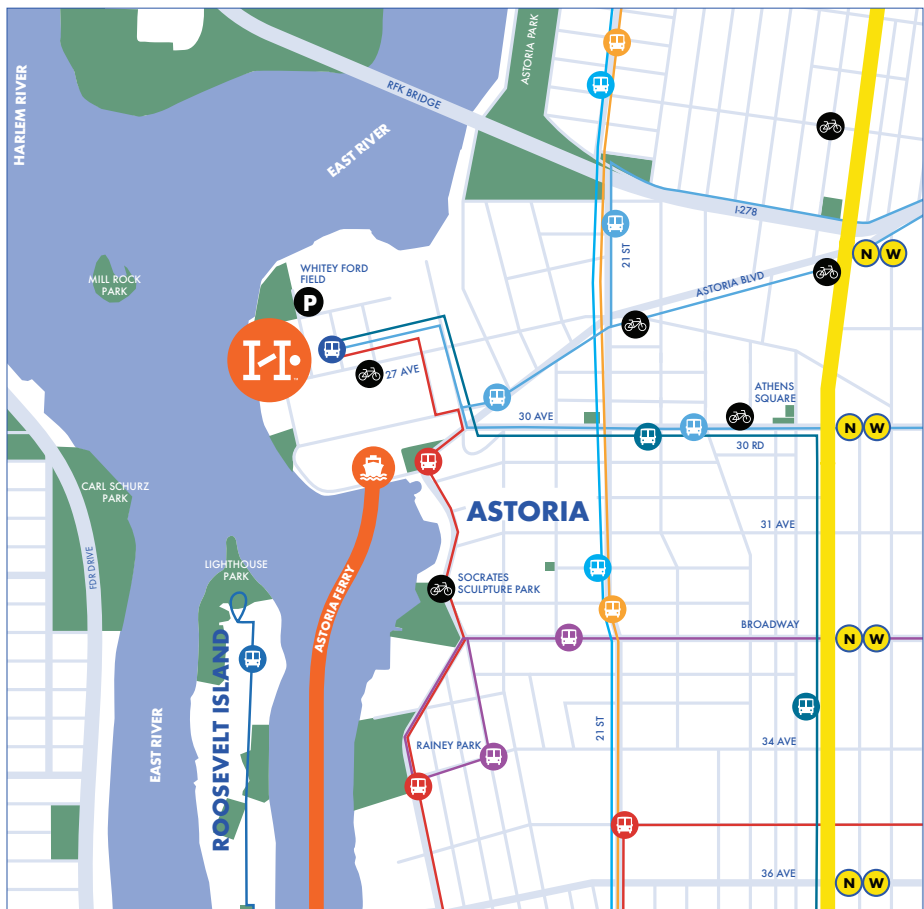 ASTORIA PARK
HARLEM RIVER
RFK BRIDGE
EAST RIVER
I-278
21 ST
N W
WHITEY FORD
FIELD
P
MILL ROCK
PARK
ASTORIA BLVD
27 AVE
ATHENS
SQUARE
30 AVE
N W
30 RD
CARL SCHURZ
PARK
ASTORIA
31 AVE
FDR DRIVE
LIGHTHOUSE
PARK
ASTORIA FERRY
SOCRATES
SCULPTURE PARK
BROADWAY
N W
ROOSEVELT ISLAND
EAST RIVER
21 ST
RAINEY PARK
34 AVE
36 AVE
N W